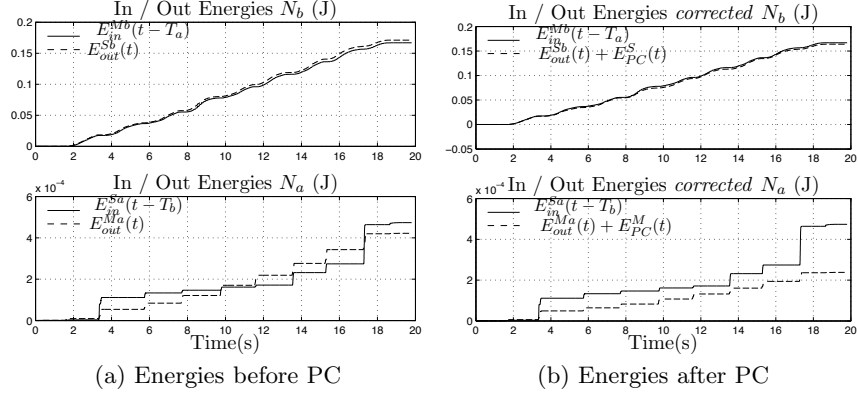 In / Out Energies N_b (J)
0.2
E_in^Mb(t − T_a)
E_out^Sb(t)
0.15
0.1
0.05
0
0 2 4 6 8 10 12 14 16 18 20
In / Out Energies N_a (J)
x 10^-4
6
E_in^Sa(t − T_b)
E_out^Ma(t)
4
2
0
0 2 4 6 8 10 12 14 16 18 20
Time(s)
(a) Energies before PC
In / Out Energies corrected N_b (J)
0.2
E_in^Mb(t − T_a)
E_out^Sb(t) + E_PC^S(t)
0.15
0.1
0.05
0
−0.05
0 2 4 6 8 10 12 14 16 18 20
In / Out Energies corrected N_a (J)
x 10^-4
6
E_in^Sa(t − T_b)
E_out^Ma(t) + E_PC^M(t)
4
2
0
0 2 4 6 8 10 12 14 16 18 20
Time(s)
(b) Energies after PC